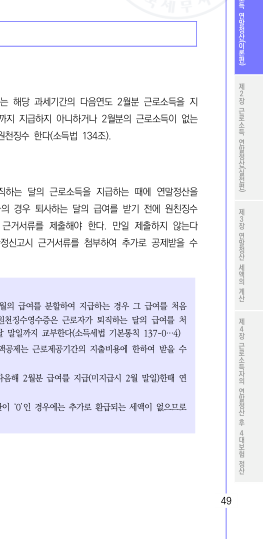 는 해당 과세기간의 다음연도 2월분 근로소득을 지
까지 지급하지 아니하거나 2월분의 근로소득이 없는
원천징수 한다(소득법 134조).
직하는 달의 근로소득을 지급하는 때에 연말정산을
의 경우 퇴사하는 달의 급여를 받기 전에 원진징수
근거서류를 제출해야 한다. 만일 제출하지 않는다
정신고시 근거서류를 첨부하여 추가로 공제받을 수
월의 급여를 분할하여 지급하는 경우 그 급여를 처음
원천징수영수증은 근로자가 퇴직하는 달의 급여를 처
말일까지 교부한다(소득세법 기본통칙 137-0…4)
액공제는 근로제공기간의 지출비용에 한하여 받을 수
다음해 2월분 급여를 지급(미지급시 2월 말일)한때 연
이 '0'인 경우에는 추가로 환급되는 세액이 없으므로
득 연말정산(이론편)
제2장 근로소득 연말정산(실전편)
제3장 연말정산 세액의 계산
제4장 근로소득자의 연말정산 후 4대보험 정산
49